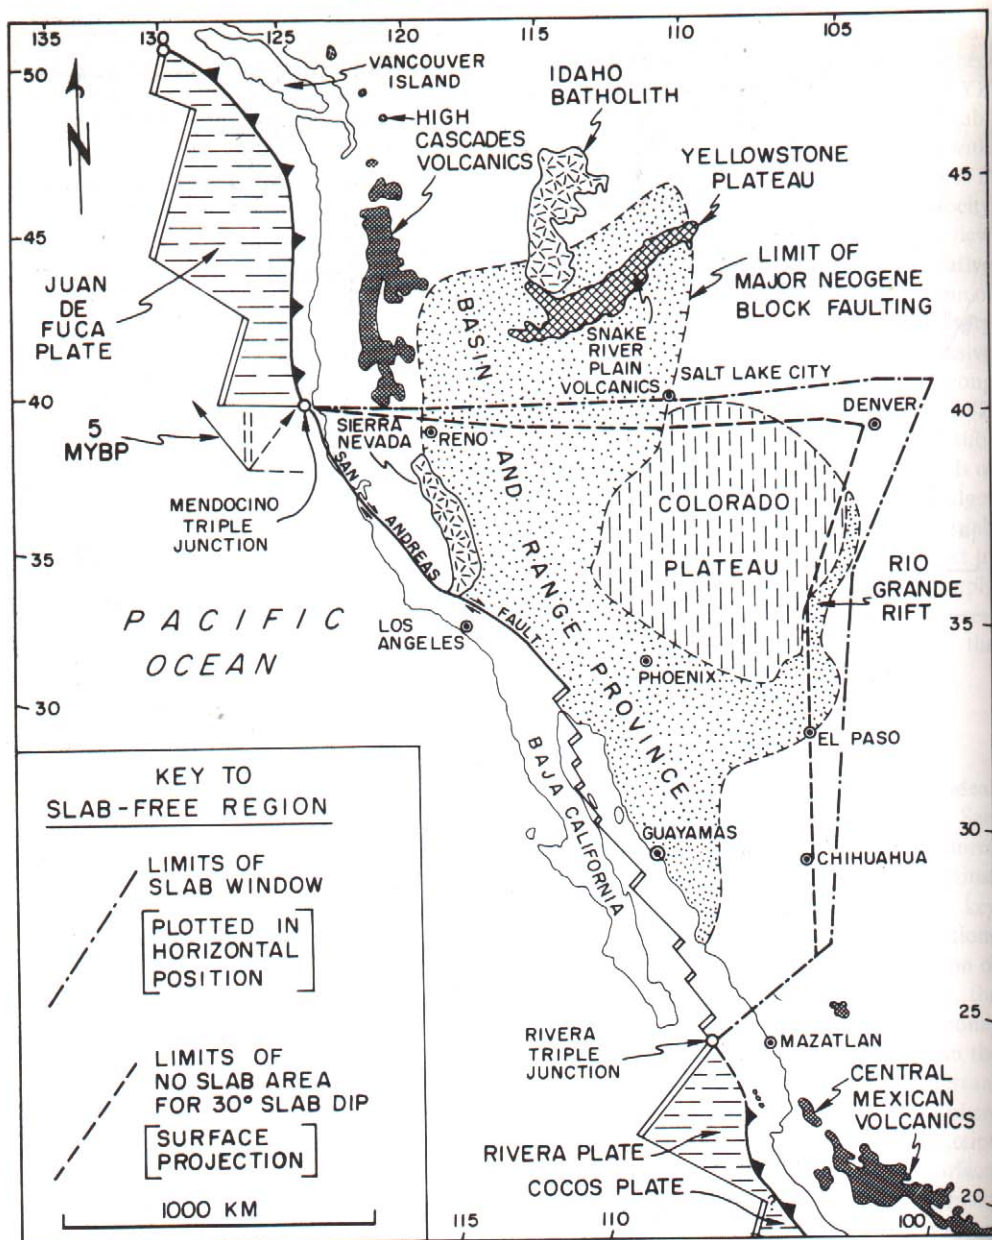 135
130
125
120
115
110
105
50
45
40
35
30
N
VANCOUVER
ISLAND
HIGH
CASCADES
VOLCANICS
IDAHO
BATHOLITH
YELLOWSTONE
PLATEAU
45
LIMIT OF
MAJOR NEOGENE
BLOCK FAULTING
JUAN
DE
FUCA
PLATE
BASIN AND RANGE PROVINCE
SNAKE
RIVER
PLAIN
VOLCANICS
SALT LAKE CITY
DENVER
40
5
MYBP
SIERRA
NEVADA
RENO
MENDOCINO
TRIPLE
JUNCTION
SAN ANDREAS FAULT
COLORADO
PLATEAU
RIO
GRANDE
RIFT
35
PACIFIC
OCEAN
LOS
ANGELES
PHOENIX
EL PASO
BAJA CALIFORNIA
GUAYAMAS
30
CHIHUAHUA
25
RIVERA
TRIPLE
JUNCTION
MAZATLAN
CENTRAL
MEXICAN
VOLCANICS
RIVERA PLATE
COCOS PLATE
20
115
110
100
KEY TO
SLAB-FREE REGION
LIMITS OF
SLAB WINDOW
[PLOTTED IN
HORIZONTAL
POSITION]
LIMITS OF
NO SLAB AREA
FOR 30° SLAB DIP
[SURFACE
PROJECTION]
1000 KM